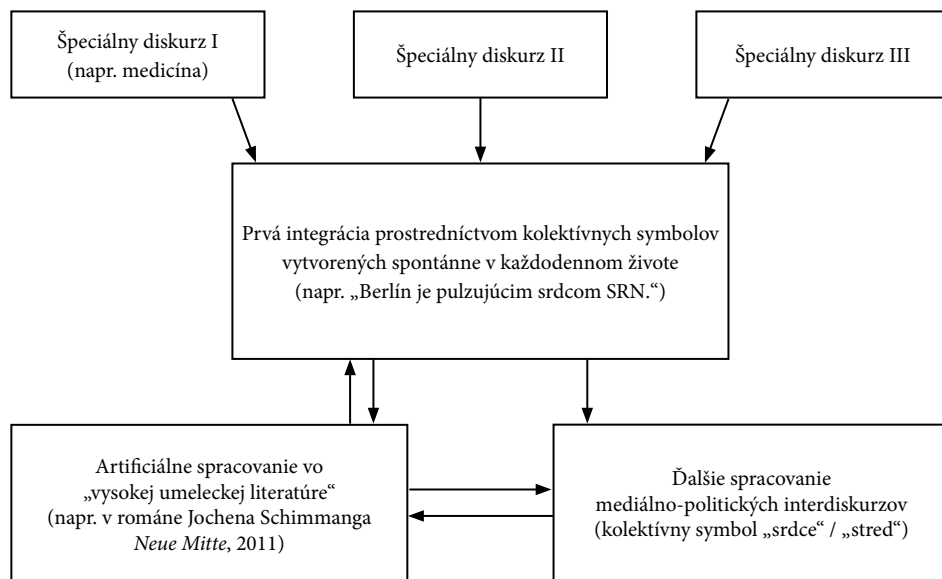 Špeciálny diskurz I
(napr. medicína)
Špeciálny diskurz II
Špeciálny diskurz III
Prvá integrácia prostredníctvom kolektívnych symbolov
vytvorených spontánne v každodennom živote
(napr. „Berlín je pulzujúcim srdcom SRN.“)
Artificiálne spracovanie vo
„vysokej umeleckej literatúre“
(napr. v románe Jochena Schimmanga
Neue Mitte, 2011)
Ďalšie spracovanie
mediálno-politických interdiskurzov
(kolektívny symbol „srdce“ / „stred“)